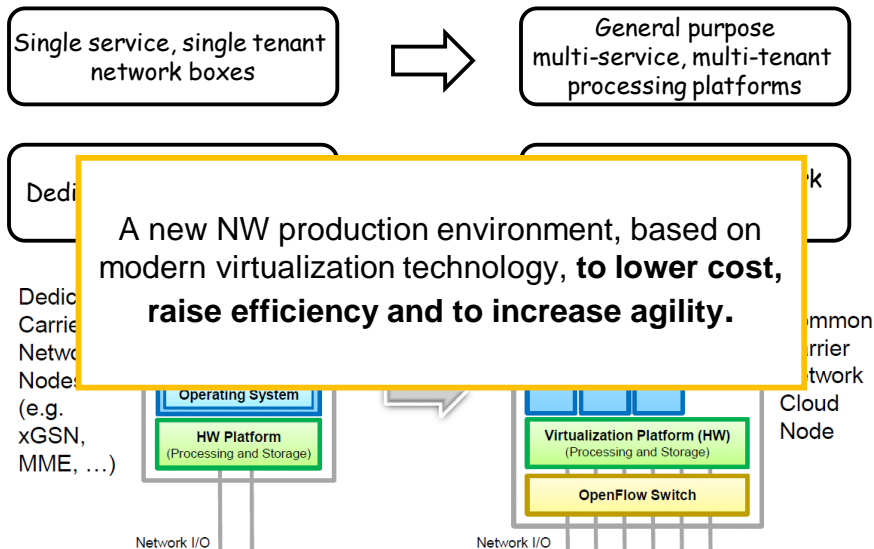 Single service, single tenant
network boxes
General purpose
multi-service, multi-tenant
processing platforms
A new NW production environment, based on
modern virtualization technology, to lower cost,
raise efficiency and to increase agility.
(e.g.
xGSN,
MME, …)
Operating System
HW Platform
(Processing and Storage)
Network I/O
Cloud
Node
Virtualization Platform (HW)
(Processing and Storage)
OpenFlow Switch
Network I/O